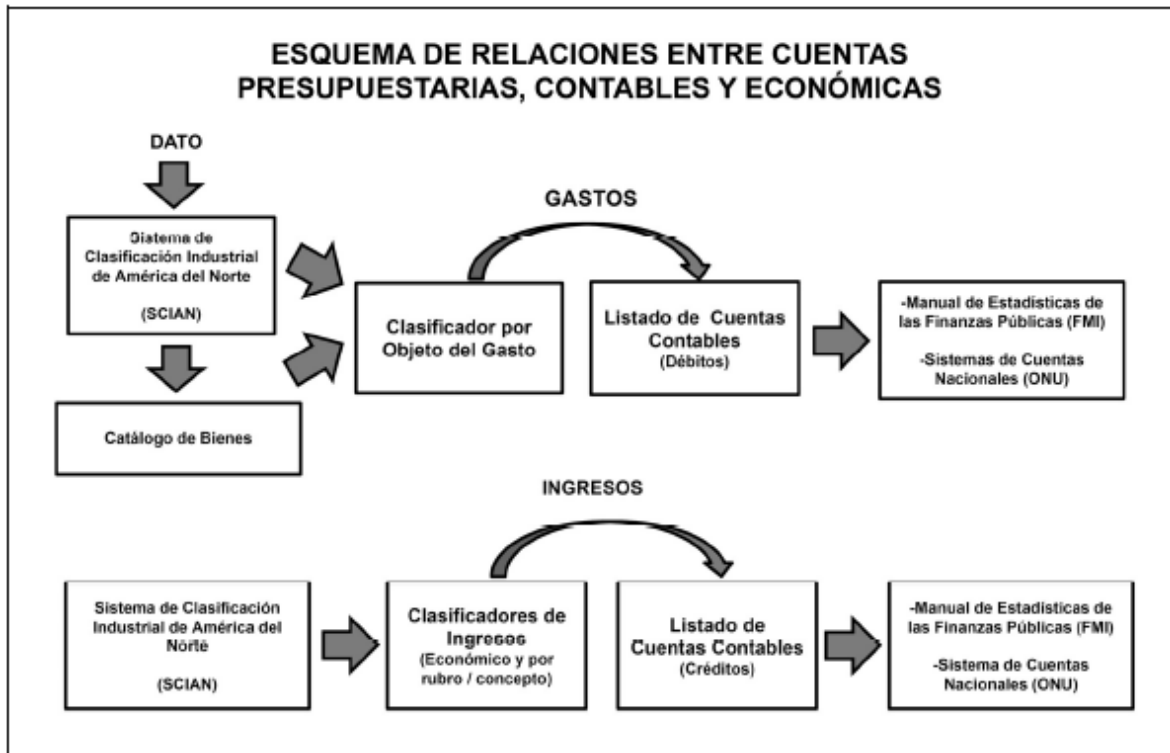 ESQUEMA DE RELACIONES ENTRE CUENTAS
PRESUPUESTARIAS, CONTABLES Y ECONÓMICAS
DATO
GASTOS
Sistema de
Clasificación Industrial
de América del Norte
(SCIAN)
Clasificador por
Objeto del Gasto
Listado de Cuentas
Contables
(Débitos)
-Manual de Estadísticas de
las Finanzas Públicas (FMI)
-Sistemas de Cuentas
Nacionales (ONU)
Catálogo de Bienes
INGRESOS
Sistema de Clasificación
Industrial de América del
Norte
(SCIAN)
Clasificadores de
Ingresos
(Económico y por
rubro / concepto)
Listado de
Cuentas Contables
(Créditos)
-Manual de Estadísticas de
las Finanzas Públicas (FMI)
-Sistema de Cuentas
Nacionales (ONU)